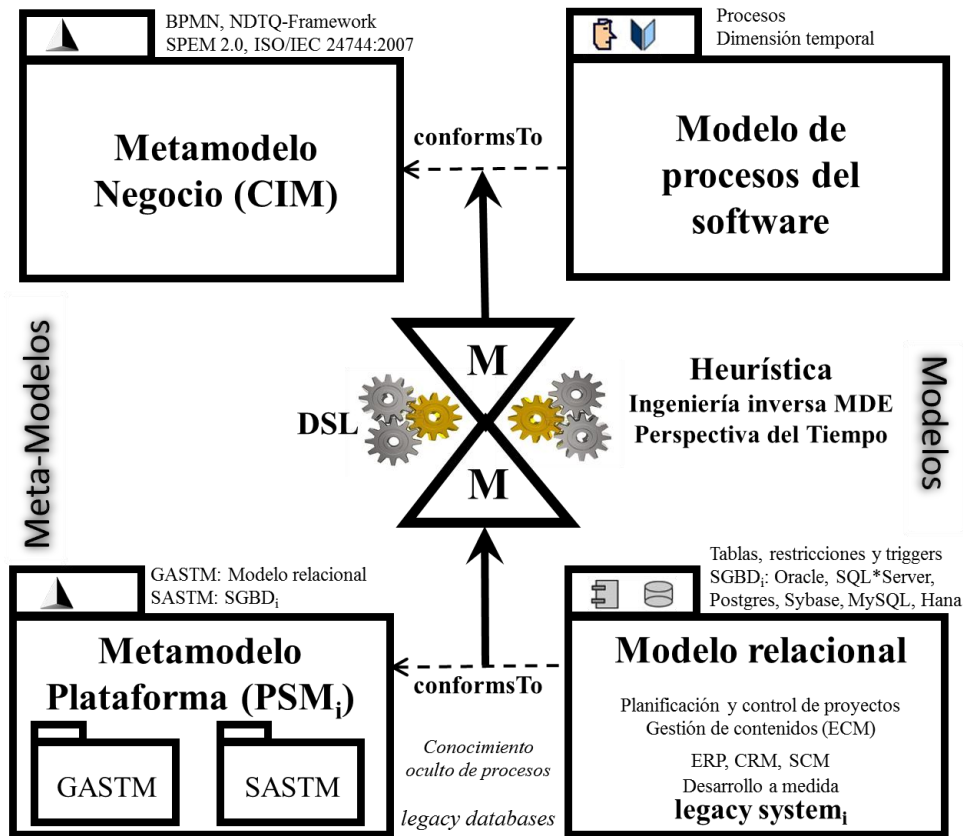 BPMN, NDTQ-Framework
SPEM 2.0, ISO/IEC 24744:2007
Metamodelo
Negocio (CIM)
conformsTo
Procesos
Dimensión temporal
Modelo de
procesos del
software
Meta-Modelos
DSL
M
M
Heurística
Ingeniería inversa MDE
Perspectiva del Tiempo
Modelos
GASTM: Modelo relacional
SASTM: SGBDi
Metamodelo
Plataforma (PSMi)
GASTM
SASTM
conformsTo
Conocimiento
oculto de procesos
legacy databases
Tablas, restricciones y triggers
SGBDi: Oracle, SQL*Server,
Postgres, Sybase, MySQL, Hana
Modelo relacional
Planificación y control de proyectos
Gestión de contenidos (ECM)
ERP, CRM, SCM
Desarrollo a medida
legacy systemi